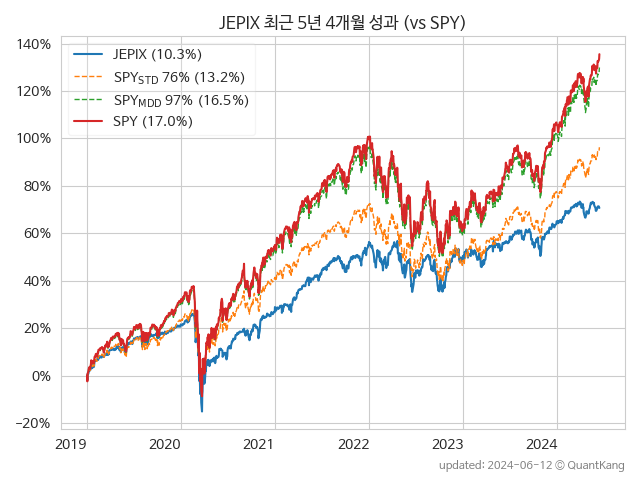 JEPIX 최근 5년 4개월 성과 (vs SPY)
JEPIX (10.3%)
SPY_STD 76% (13.2%)
SPY_MDD 97% (16.5%)
SPY (17.0%)
140%
120%
100%
80%
60%
40%
20%
0%
−20%
2019 2020 2021 2022 2023 2024
updated: 2024-06-12 © QuantKang